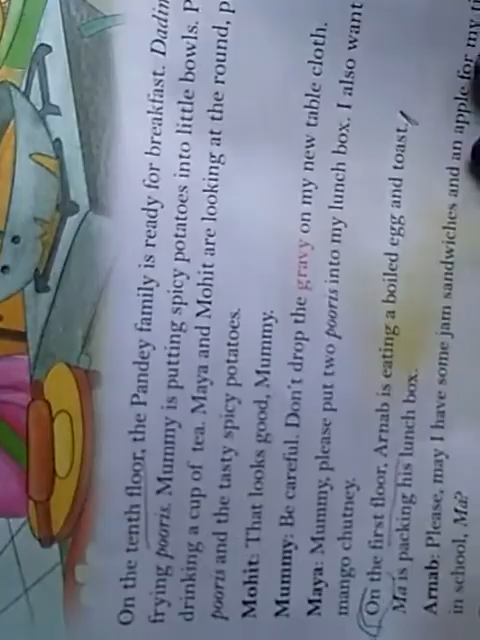 On the tenth floor, the Pandey family is ready for breakfast.
frying pooris. Mummy is putting spicy potatoes into little bowls.
drinking a cup of tea. Maya and Mohit are looking at the round,
pooris and the tasty spicy potatoes.
Mohit: That looks good, Mummy.
Mummy: Be careful. Don't drop the gravy on my new table cloth.
Maya: Mummy, please put two pooris into my lunch box. I also want
mango chutney.
On the first floor, Arnab is eating a boiled egg and toast.
Ma is packing his lunch box.
Arnab: Please, may I have some jam sandwiches and an apple for my
in school, Ma?